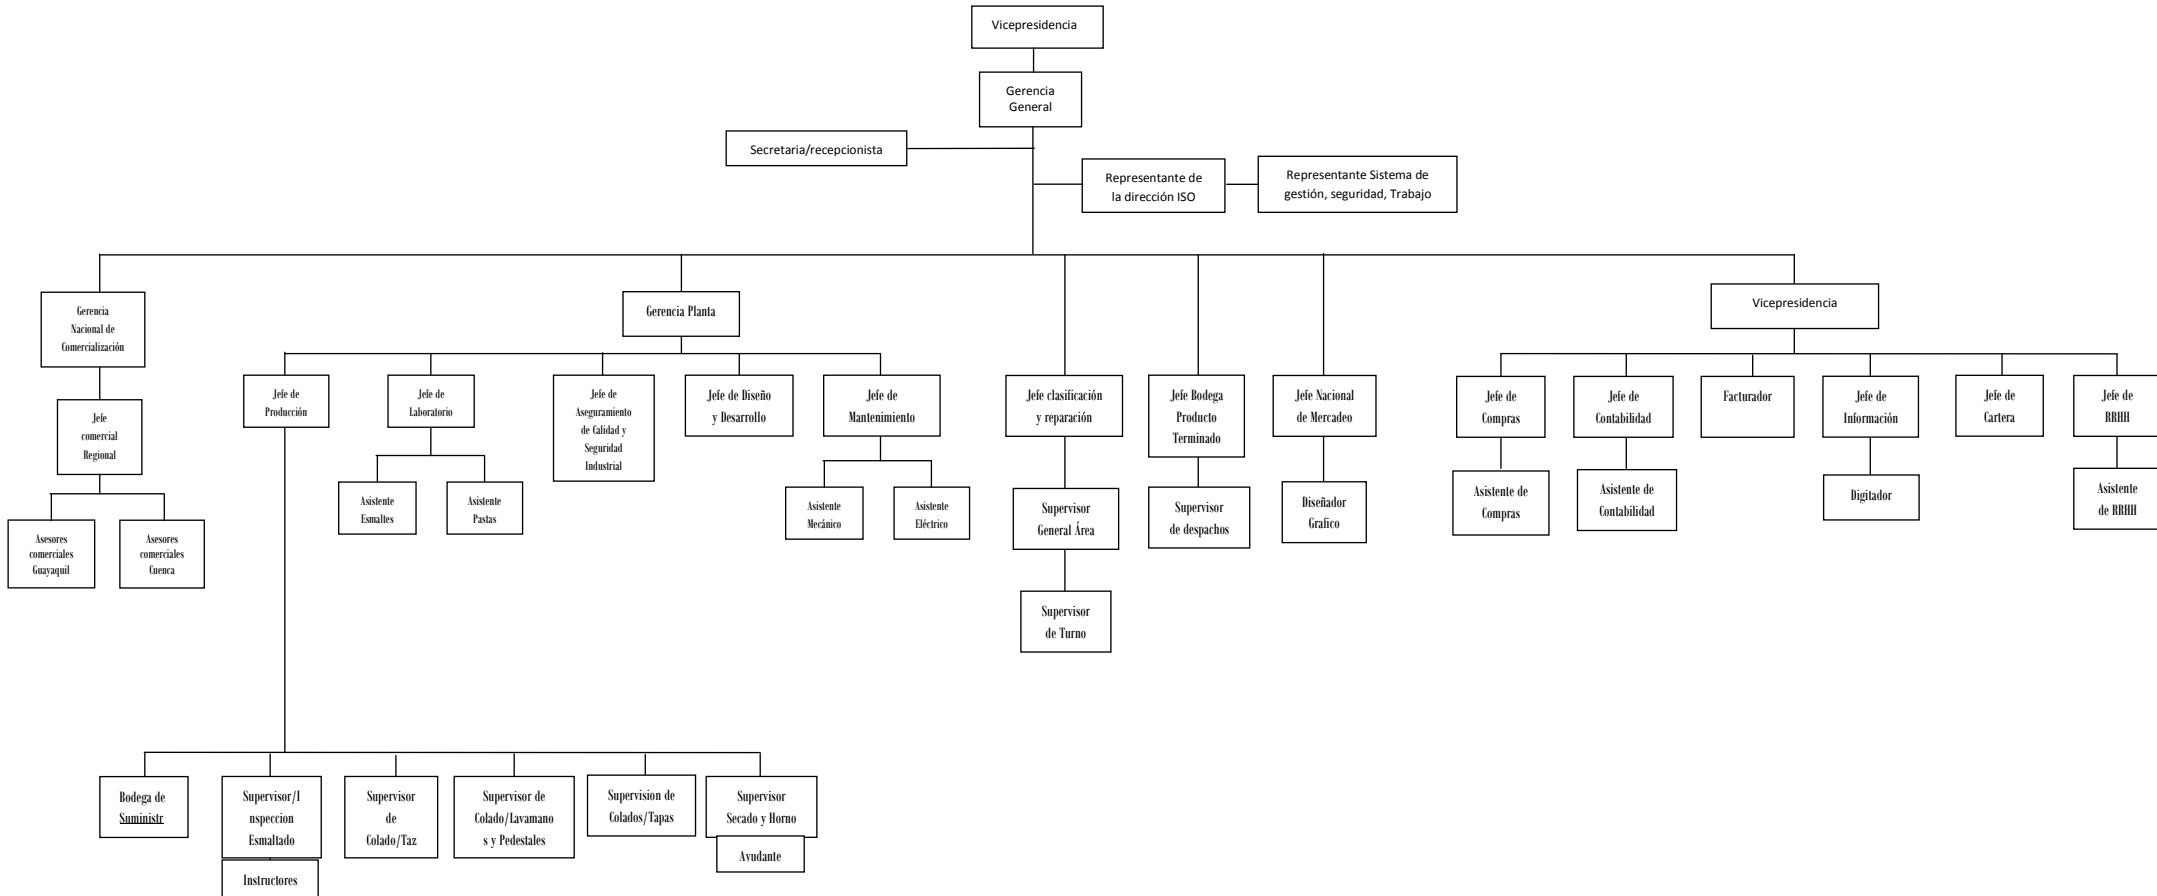 Vicepresidencia
Gerencia
General
Secretaria/recepcionista
Representante de
la dirección ISO
Representante Sistema de
gestión, seguridad, Trabajo
Gerencia
Nacional de
Comercialización
Gerencia Planta
Vicepresidencia
Jefe
comercial
Regional
Jefe de
Producción
Jefe de
Laboratorio
Jefe de
Aseguramiento
de Calidad y
Seguridad
Industrial
Jefe de Diseño
y Desarrollo
Jefe de
Mantenimiento
Jefe clasificación
y reparación
Jefe Bodega
Producto
Terminado
Jefe Nacional
de Mercadeo
Jefe de
Compras
Jefe de
Contabilidad
Facturador
Jefe de
Información
Jefe de
Cartera
Jefe de
RRHH
Asesores
comerciales
Guayaquil
Asesores
comerciales
Cuenca
Asistente
Esmaltes
Asistente
Pastas
Asistente
Mecánico
Asistente
Eléctrico
Supervisor
General Área
Supervisor
de despachos
Diseñador
Grafico
Asistente de
Compras
Asistente de
Contabilidad
Digitador
Asistente
de RRHH
Supervisor
de Turno
Bodega de
Suministr
Supervisor/I
nspeccion
Esmaltado
Instructores
Supervisor
de
Colado/Taz
Supervisor de
Colado/Lavamano
s y Pedestales
Supervision de
Colados/Tapas
Supervisor
Secado y Horno
Ayudante